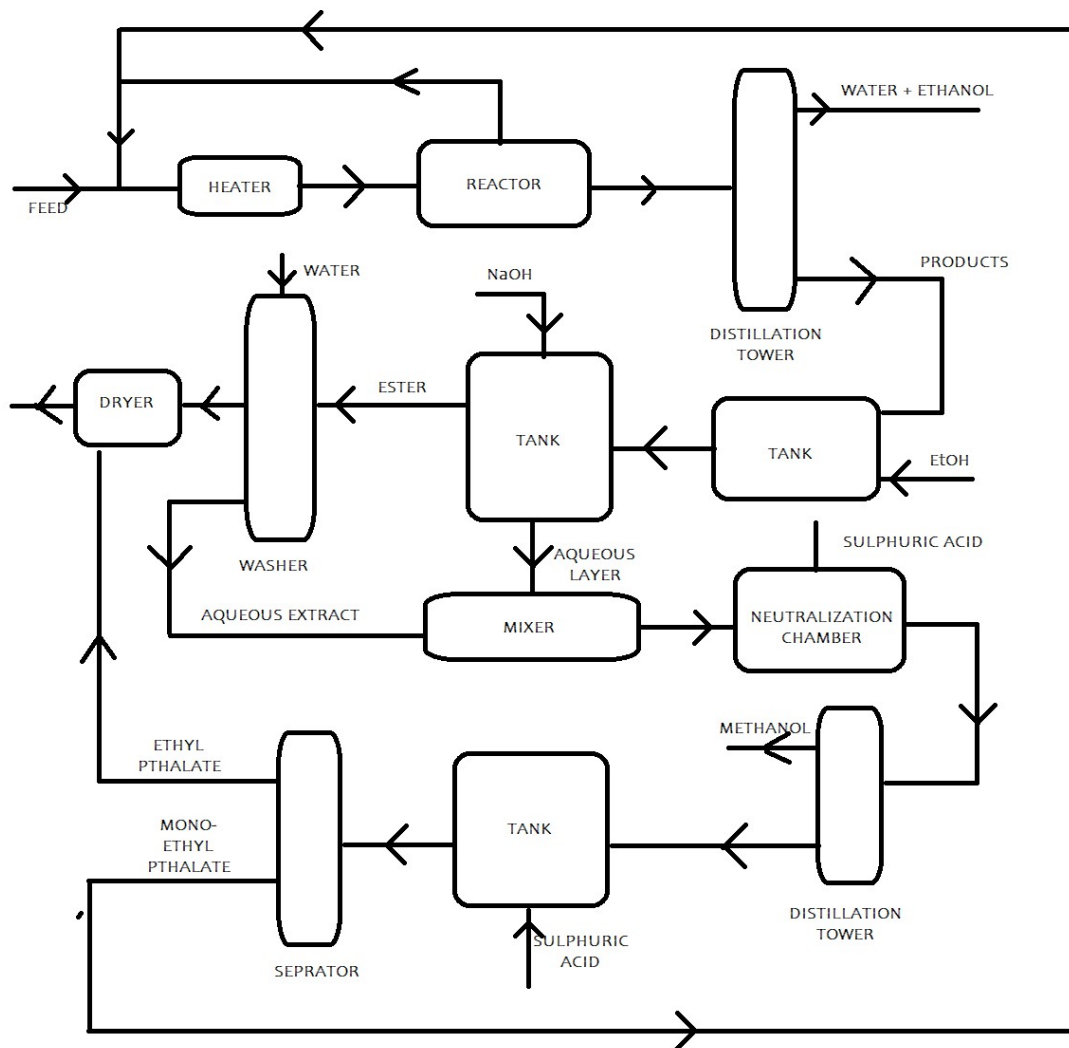 WATER + ETHANOL
HEATER
REACTOR
FEED
WATER
NaOH
PRODUCTS
DISTILLATION
TOWER
DRYER
ESTER
TANK
TANK
EtOH
WASHER
AQUEOUS
LAYER
SULPHURIC ACID
AQUEOUS EXTRACT
MIXER
NEUTRALIZATION
CHAMBER
METHANOL
ETHYL
PTHALATE
MONO-
ETHYL
PTHALATE
TANK
SEPRATOR
SULPHURIC
ACID
DISTILLATION
TOWER